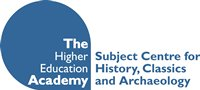 The
Higher
Education
Academy
Subject Centre for
History, Classics
and Archaeology